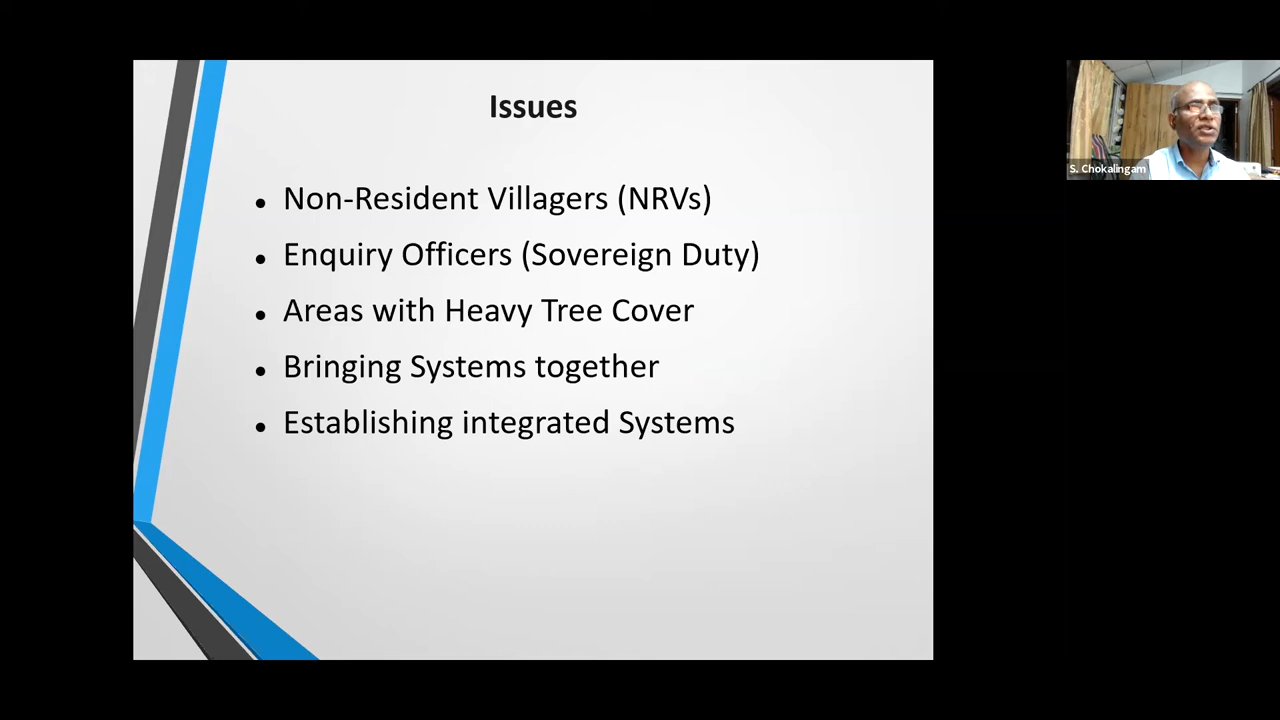 Issues
Non-Resident Villagers (NRVs)
Enquiry Officers (Sovereign Duty)
Areas with Heavy Tree Cover
Bringing Systems together
Establishing integrated Systems
S. Chokalingam